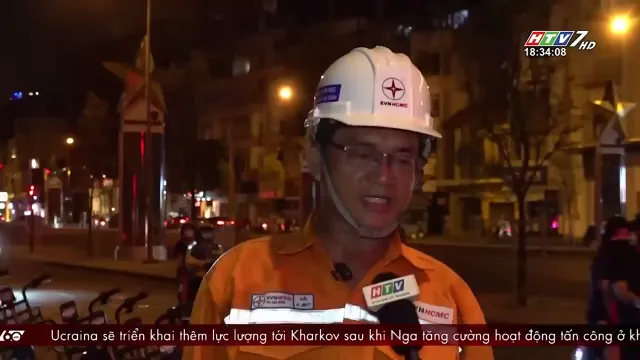 HTV7 HD
18:34:08
EVNHCMC
EVNHCMC
HTV
EVNHCMC
60
Ucraina sẽ triển khai thêm lực lượng tới Kharkov sau khi Nga tăng cường hoạt động tấn công ở k